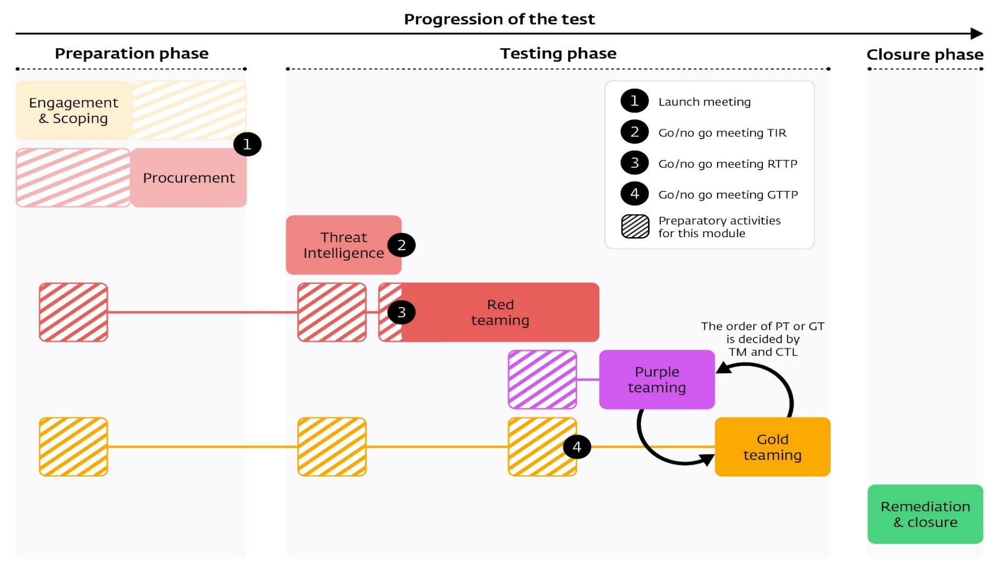 Progression of the test
Preparation phase
Testing phase
Closure phase
Engagement
& Scoping
1
Procurement
1 Launch meeting
2 Go/no go meeting TIR
3 Go/no go meeting RTTP
4 Go/no go meeting GTTP
Preparatory activities
for this module
Threat
Intelligence
2
3
Red
teaming
The order of PT or GT
is decided by
TM and CTL
Purple
teaming
4
Gold
teaming
Remediation
& closure